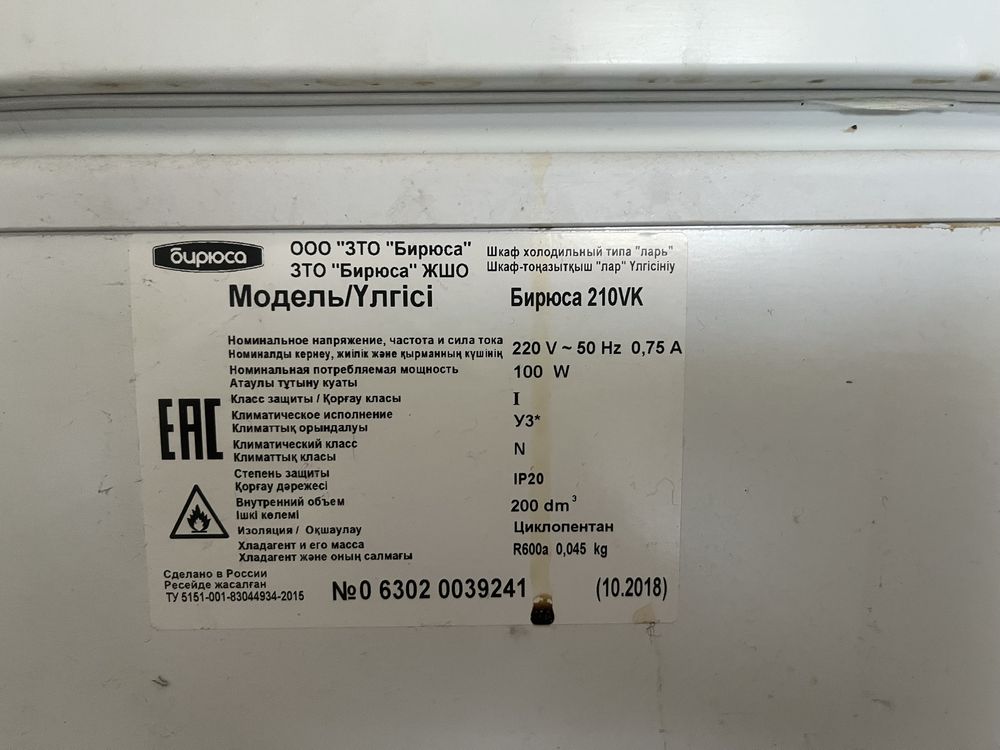 бирюса
ООО "ЗТО "Бирюса"
ЗТО "Бирюса" ЖШО
Шкаф холодильный типа "ларь"
Шкаф-тоңазытқыш "лар" Үлгісініу
Модель/Үлгісі Бирюса 210VK
Номинальное напряжение, частота и сила тока
Номиналды кернеу, жиілік және қырманның күшінің
220 V ~ 50 Hz 0,75 A
Номинальная потребляемая мощность
Атаулы тұтыну куаты
100 W
Класс защиты / Қорғау класы I
Климатическое исполнение
Климаттық орындалуы
У3*
Климатический класс
Климаттық класы
N
Степень защиты
Қорғау дәрежесі
IP20
Внутренний объем
Ішкі көлемі
200 dm³
Изоляция / Оқшаулау Циклопентан
Хладагент и его масса
Хладагент және оның салмағы
R600a 0,045 kg
EAC
Сделано в России
Ресейде жасалған
ТУ 5151-001-83044934-2015
№0 6302 0039241 (10.2018)